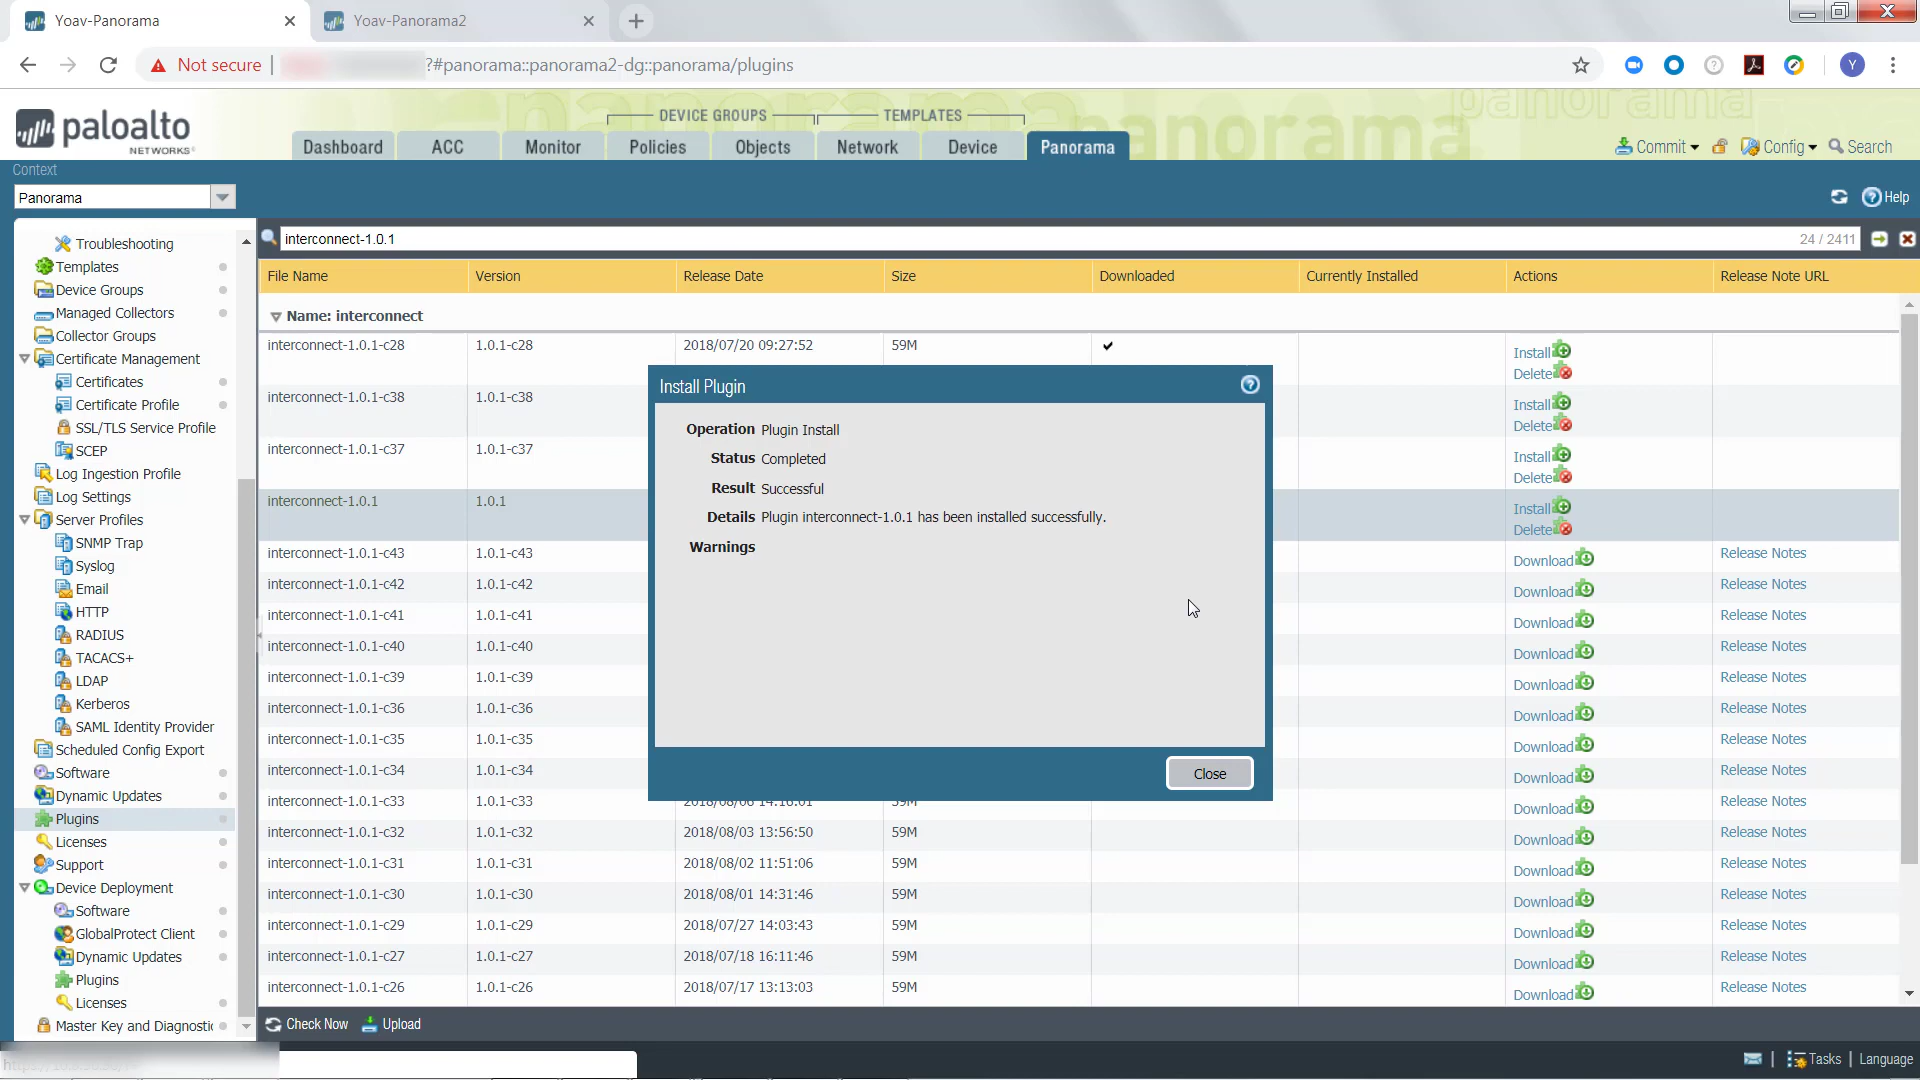 Yoav-Panorama
Yoav-Panorama2
Not secure
?#panorama::panorama2-dg::panorama/plugins
Y
paloalto
NETWORKS
DEVICE GROUPS
TEMPLATES
Dashboard
ACC
Monitor
Policies
Objects
Network
Device
Panorama
panorama
panorama
Commit
Config
Search
Context
Panorama
Help
Troubleshooting
Templates
Device Groups
Managed Collectors
Collector Groups
Certificate Management
Certificates
Certificate Profile
SSL/TLS Service Profile
SCEP
Log Ingestion Profile
Log Settings
Server Profiles
SNMP Trap
Syslog
Email
HTTP
RADIUS
TACACS+
LDAP
Kerberos
SAML Identity Provider
Scheduled Config Export
Software
Dynamic Updates
Plugins
Licenses
Support
Device Deployment
Software
GlobalProtect Client
Dynamic Updates
Plugins
Licenses
Master Key and Diagnostic
interconnect-1.0.1
24 / 2411
File Name Version Release Date Size Downloaded Currently Installed Actions Release Note URL
Name: interconnect
interconnect-1.0.1-c28 1.0.1-c28 2018/07/20 09:27:52 59M ✔ Install
Delete
interconnect-1.0.1-c38 1.0.1-c38 Install
Delete
interconnect-1.0.1-c37 1.0.1-c37 Install
Delete
interconnect-1.0.1 1.0.1 Install
Delete
interconnect-1.0.1-c43 1.0.1-c43 Download Release Notes
interconnect-1.0.1-c42 1.0.1-c42 Download Release Notes
interconnect-1.0.1-c41 1.0.1-c41 Download Release Notes
interconnect-1.0.1-c40 1.0.1-c40 Download Release Notes
interconnect-1.0.1-c39 1.0.1-c39 Download Release Notes
interconnect-1.0.1-c36 1.0.1-c36 Download Release Notes
interconnect-1.0.1-c35 1.0.1-c35 Download Release Notes
interconnect-1.0.1-c34 1.0.1-c34 Download Release Notes
interconnect-1.0.1-c33 1.0.1-c33 2018/08/06 14:16:01 59M Download Release Notes
interconnect-1.0.1-c32 1.0.1-c32 2018/08/03 13:56:50 59M Download Release Notes
interconnect-1.0.1-c31 1.0.1-c31 2018/08/02 11:51:06 59M Download Release Notes
interconnect-1.0.1-c30 1.0.1-c30 2018/08/01 14:31:46 59M Download Release Notes
interconnect-1.0.1-c29 1.0.1-c29 2018/07/27 14:03:43 59M Download Release Notes
interconnect-1.0.1-c27 1.0.1-c27 2018/07/18 16:11:46 59M Download Release Notes
interconnect-1.0.1-c26 1.0.1-c26 2018/07/17 13:13:03 59M Download Release Notes
Install Plugin
Operation Plugin Install
Status Completed
Result Successful
Details Plugin interconnect-1.0.1 has been installed successfully.
Warnings
Close
Check Now
Upload
Tasks
Language